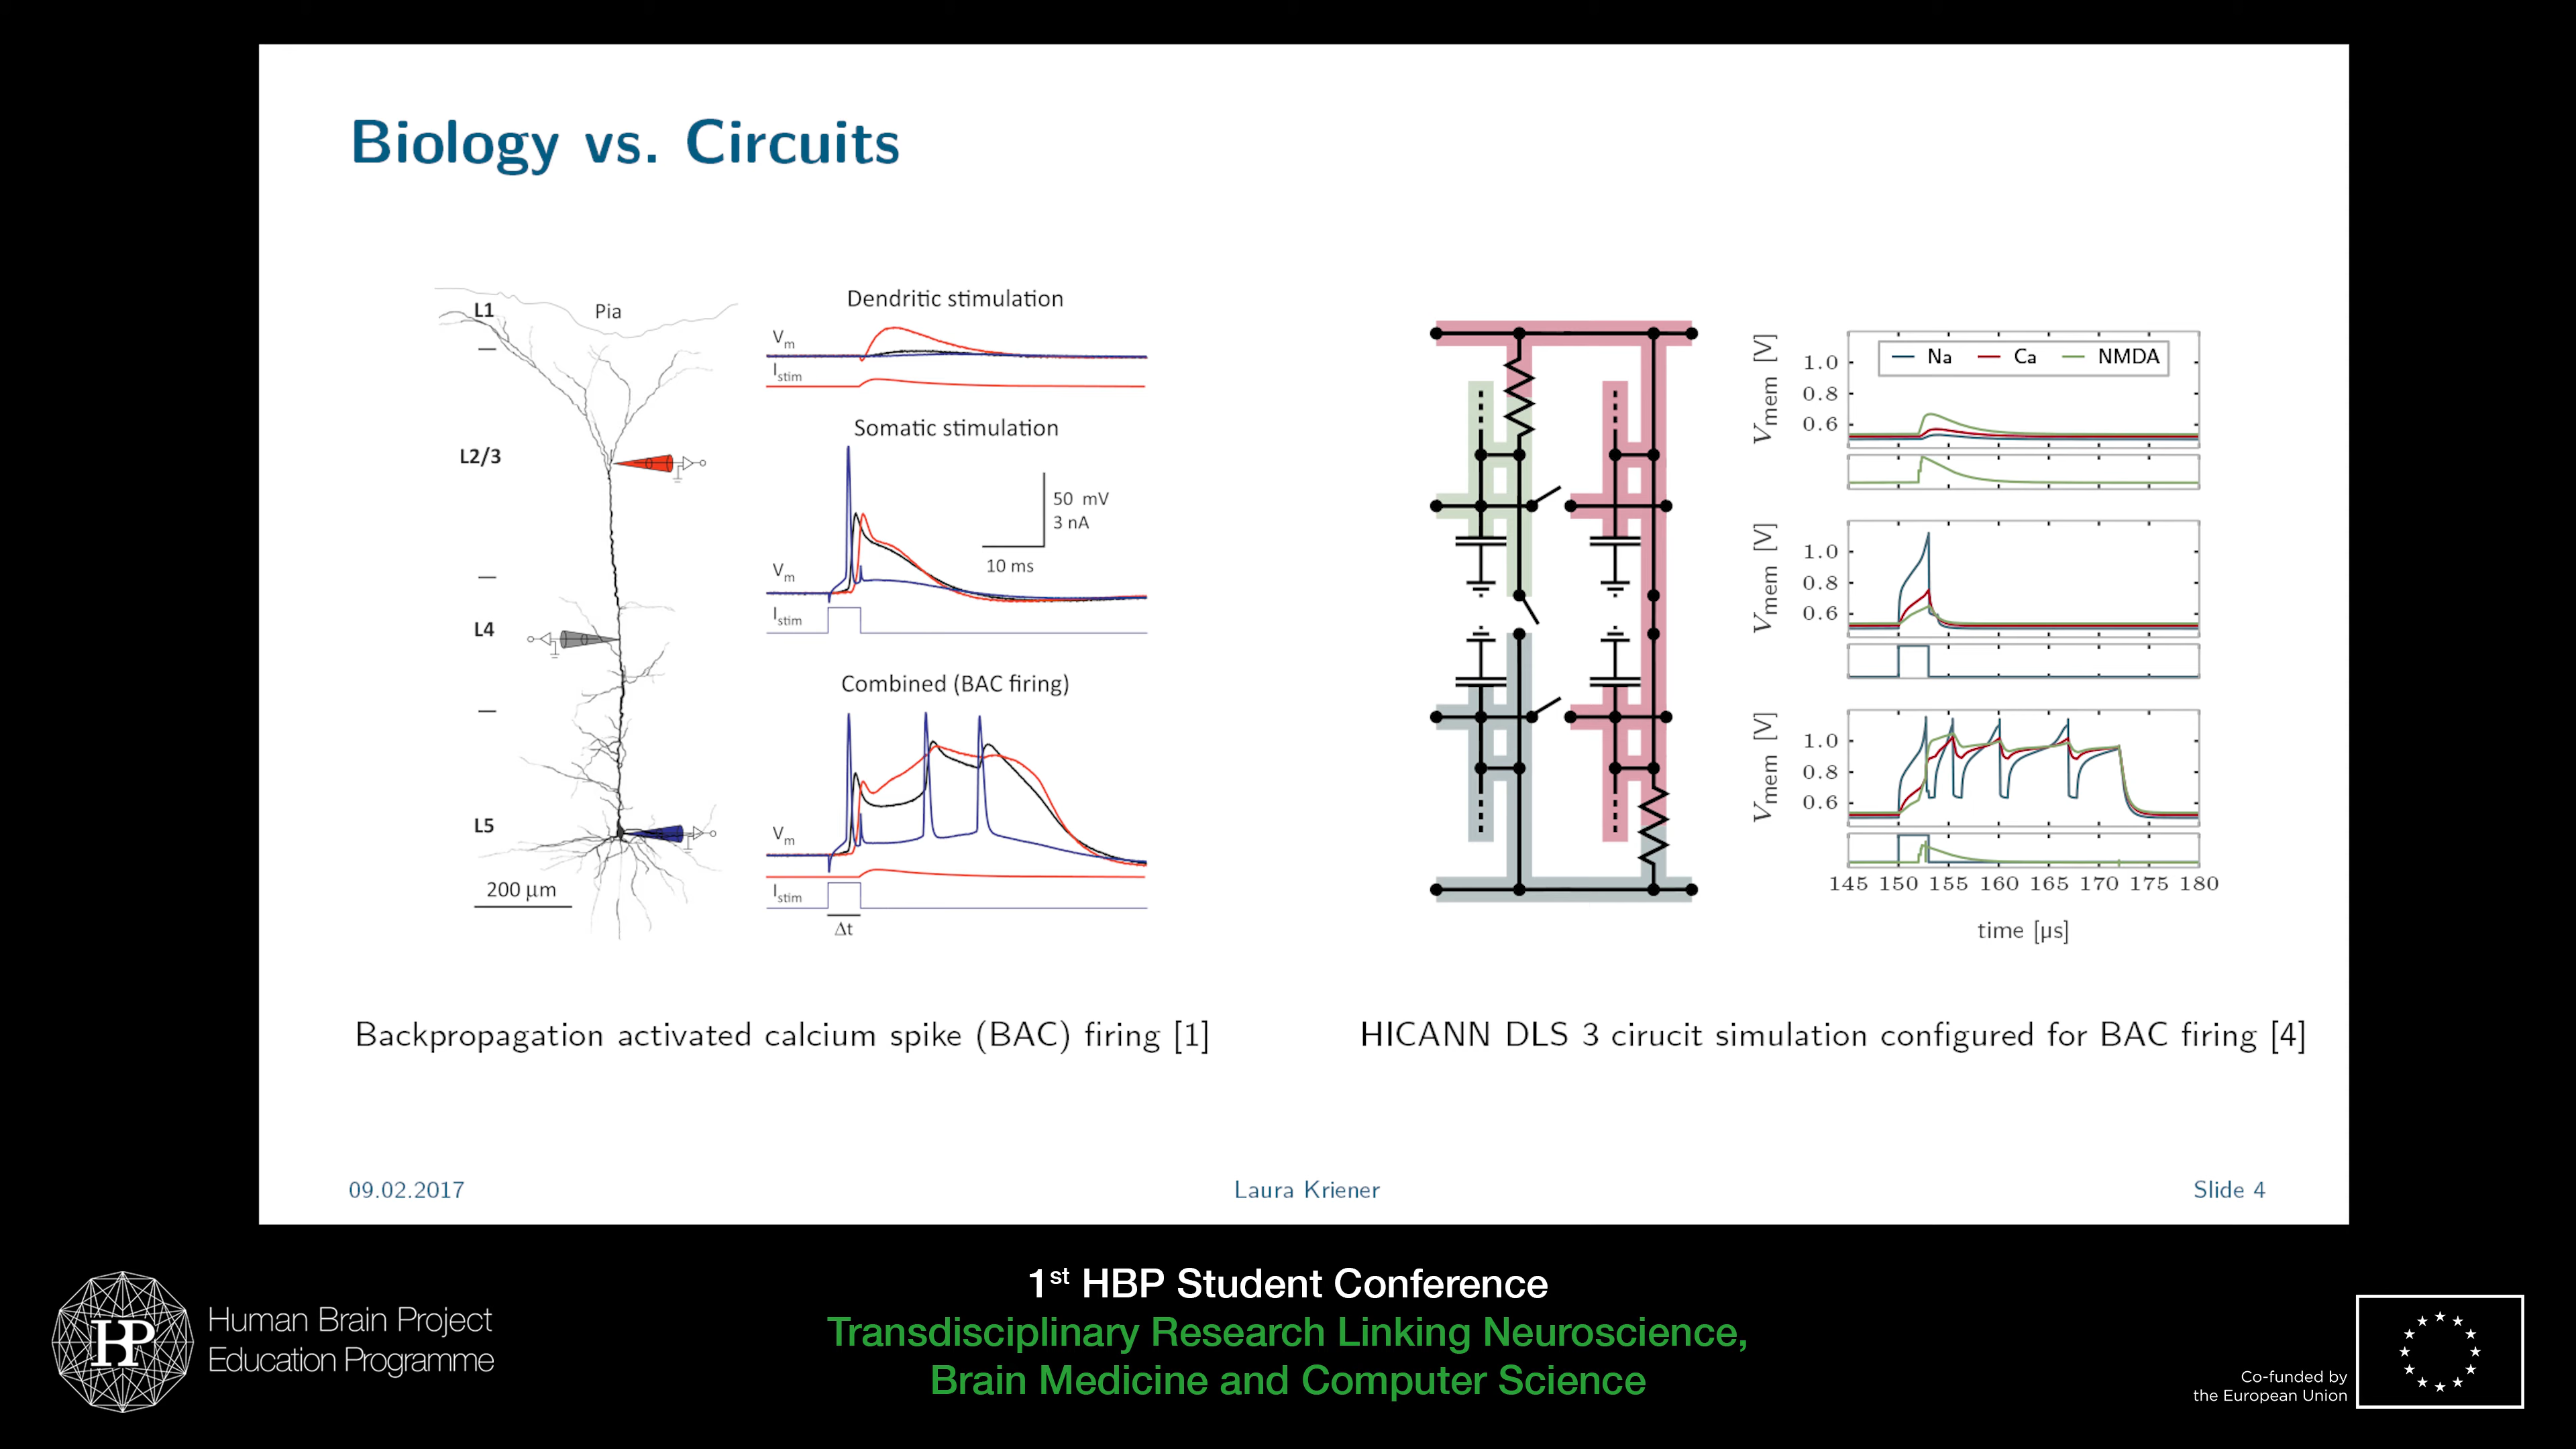 Biology vs. Circuits
L1
Pia
L2/3
L4
L5
200 μm
Dendritic stimulation
Vm
Istim
Somatic stimulation
50 mV
3 nA
10 ms
Vm
Istim
Combined (BAC firing)
Vm
Istim
Δt
Vmem [V]
1.0
0.8
0.6
Na
Ca
NMDA
Vmem [V]
1.0
0.8
0.6
Vmem [V]
1.0
0.8
0.6
145 150 155 160 165 170 175 180
time [μs]
Backpropagation activated calcium spike (BAC) firing [1]
HICANN DLS 3 cirucit simulation configured for BAC firing [4]
09.02.2017
Laura Kriener
Slide 4
HBP
Human Brain Project
Education Programme
1st HBP Student Conference
Transdisciplinary Research Linking Neuroscience,
Brain Medicine and Computer Science
Co-funded by
the European Union